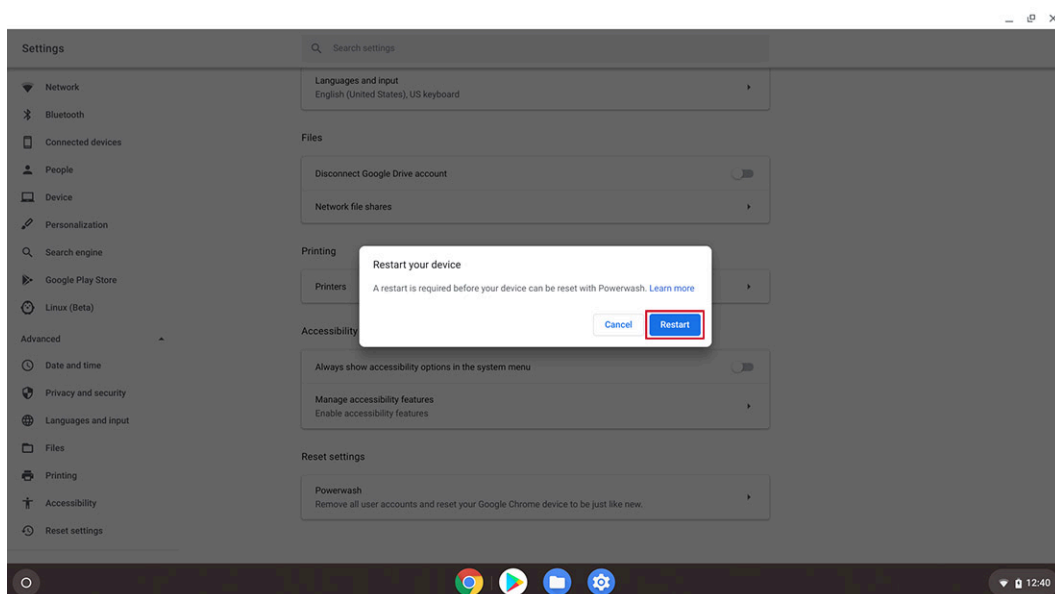 Settings
Search settings
Network
Bluetooth
Connected devices
People
Device
Personalization
Search engine
Google Play Store
Linux (Beta)
Advanced
Date and time
Privacy and security
Languages and input
Files
Printing
Accessibility
Reset settings
Languages and input
English (United States), US keyboard
Files
Disconnect Google Drive account
Network file shares
Printing
Printers
Restart your device
A restart is required before your device can be reset with Powerwash. Learn more
Cancel Restart
Accessibility
Always show accessibility options in the system menu
Manage accessibility features
Enable accessibility features
Reset settings
Powerwash
Remove all user accounts and reset your Google Chrome device to be just like new.
12:40